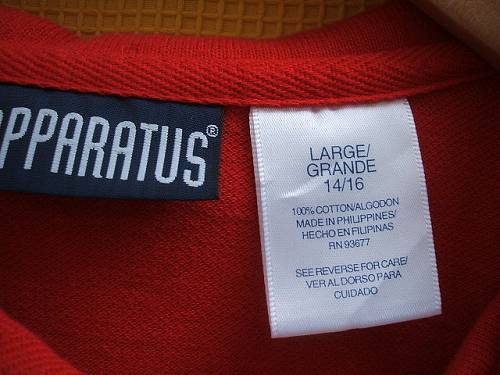 APPARATUS®
LARGE/
GRANDE
14/16
100% COTTON/ALGODON
MADE IN PHILIPPINES/
HECHO EN FILIPINAS
RN 93677
SEE REVERSE FOR CARE/
VER AL DORSO PARA
CUIDADO